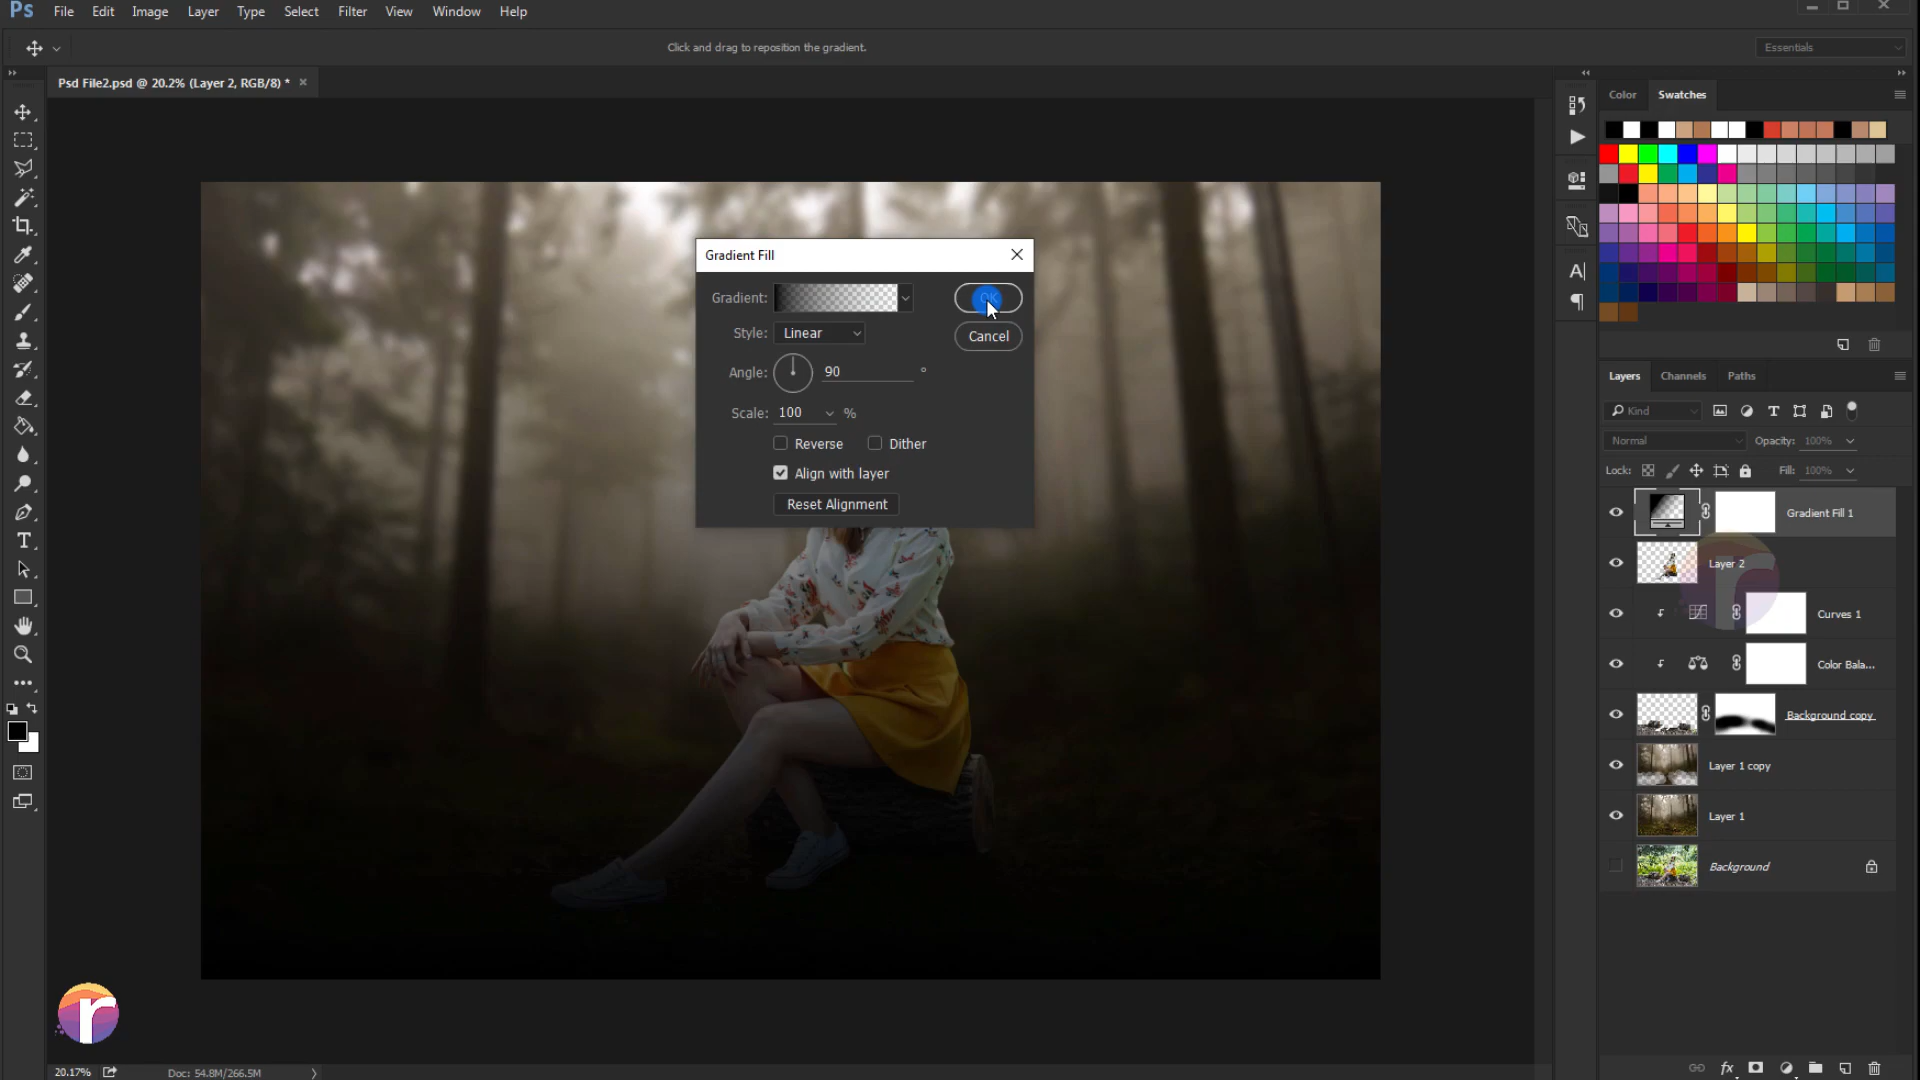 Ps File Edit Image Layer Type Select Filter View Window Help
Click and drag to reposition the gradient.
Essentials
Psd File2.psd @ 20.2% (Layer 2, RGB/8) *
Color Swatches
Gradient Fill
Gradient:
OK
Style: Linear
Cancel
Angle: 90 °
Scale: 100 %
Reverse Dither
Align with layer
Reset Alignment
Layers Channels Paths
Kind
Normal Opacity: 100%
Lock: Fill: 100%
Gradient Fill 1
Layer 2
Curves 1
Color Bala...
Background copy
Layer 1 copy
Layer 1
Background
r
20.17% Doc: 54.8M/266.5M